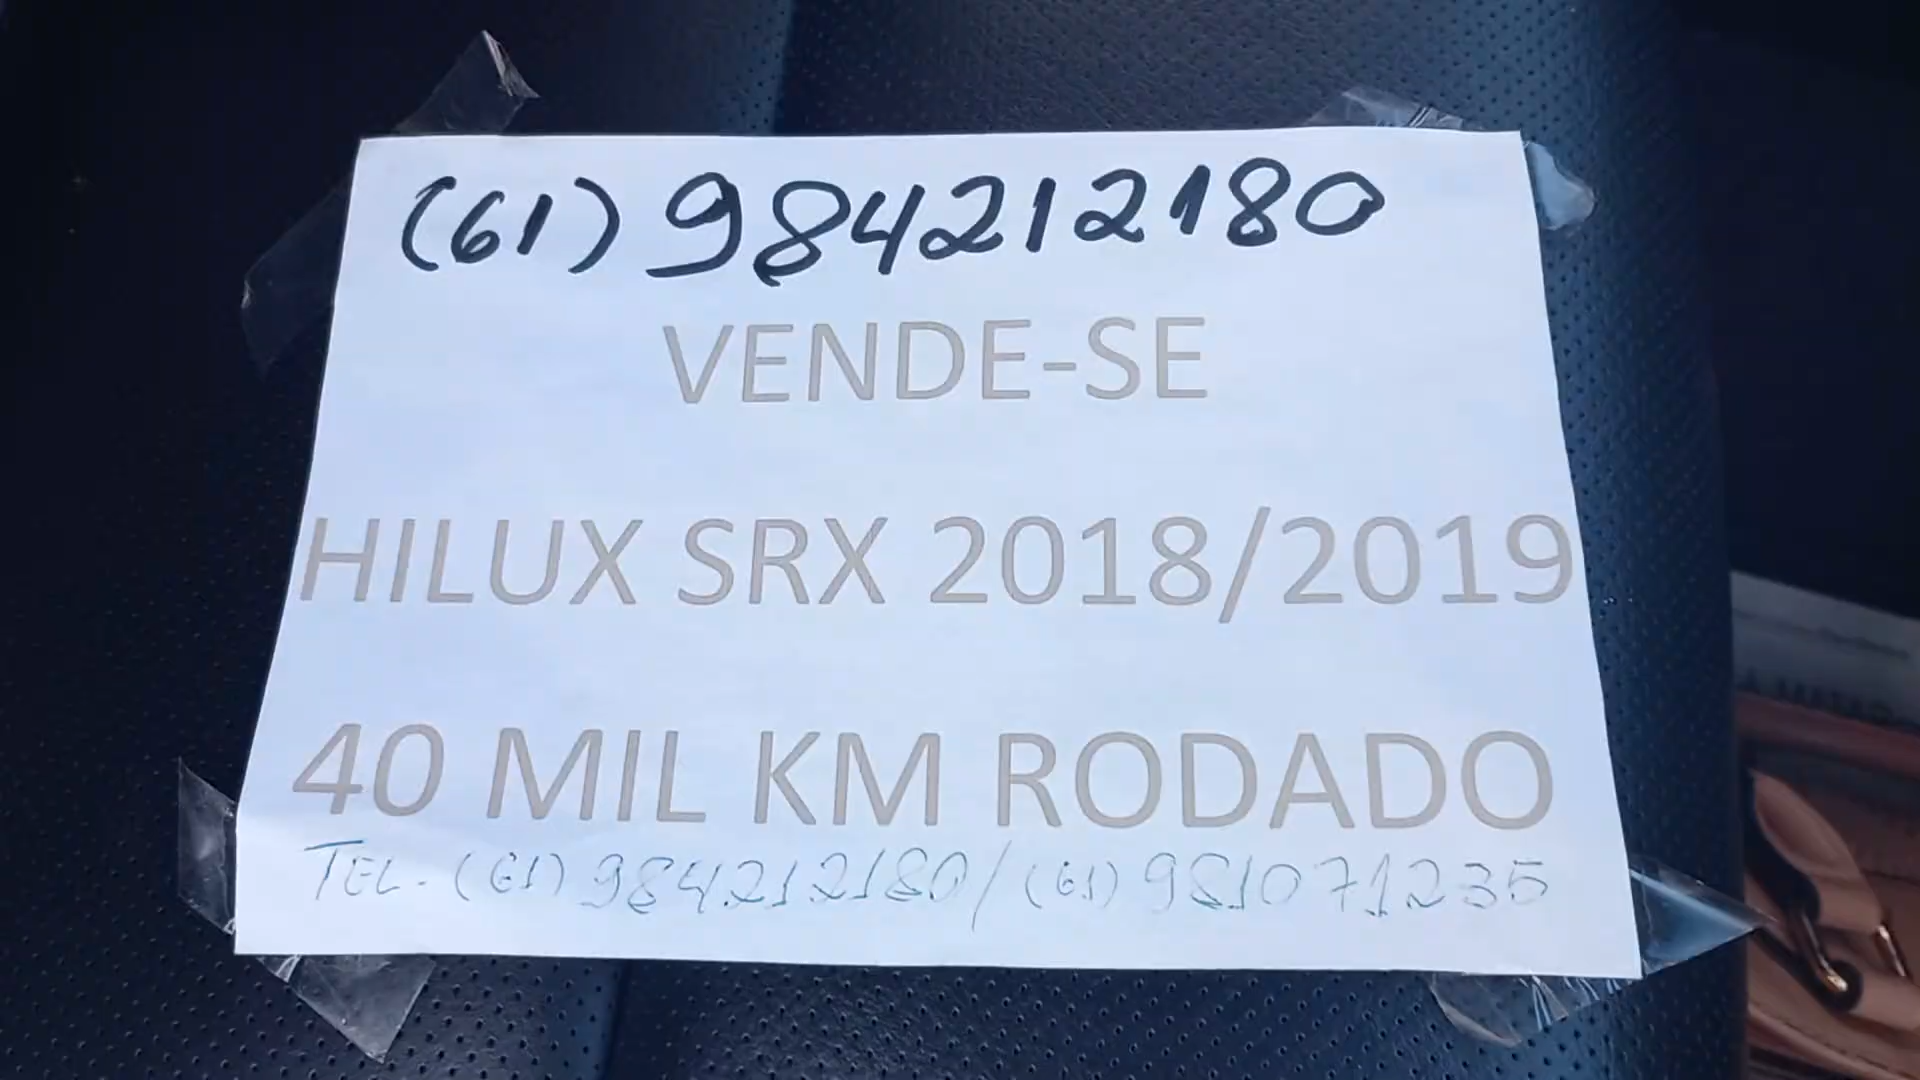 (61) 984212180
VENDE-SE
HILUX SRX 2018/2019
40 MIL KM RODADO
TEL. (61) 984212180/(61) 981071235